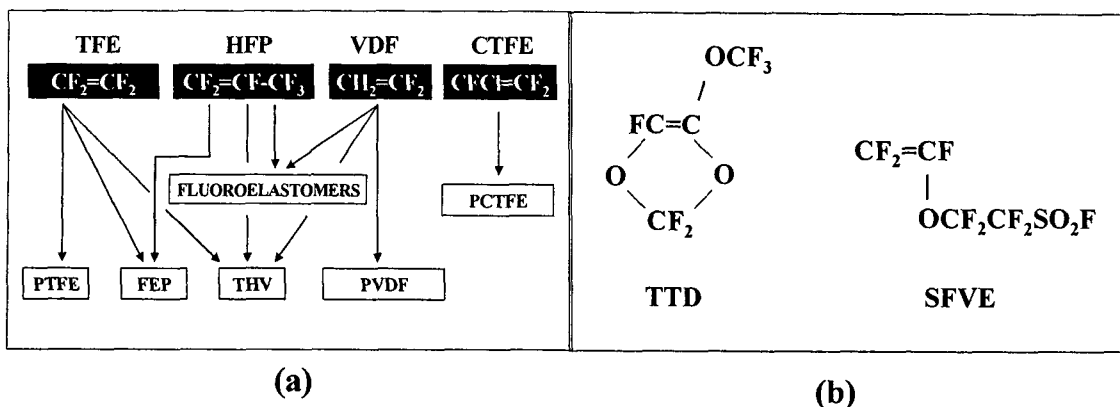 TFE HFP VDF CTFE
CF₂=CF₂ CF₂=CF-CF₃ CH₂=CF₂ CFCl=CF₂
FLUOROELASTOMERS
PCTFE
PTFE FEP THV PVDF
(a)
OCF₃
FC=C
O O
CF₂
TTD
CF₂=CF
OCF₂CF₂SO₂F
SFVE
(b)